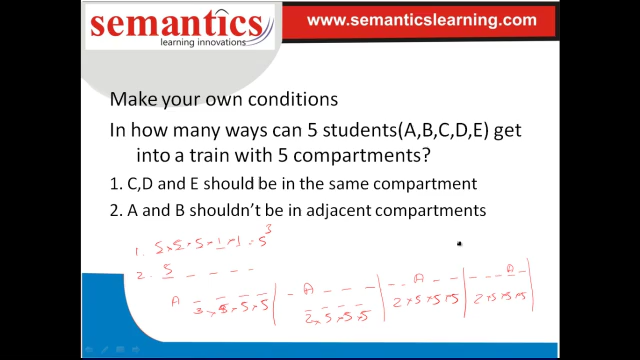 semantics
learning innovations
www.semanticslearning.com
Make your own conditions
In how many ways can 5 students(A,B,C,D,E) get
into a train with 5 compartments?
1. C,D and E should be in the same compartment
2. A and B shouldn't be in adjacent compartments
1. 5 x 5 x 5 x 1 x 1 = 5^3
2. 5 _ _ _ _
A _ _ _ _ | _ A _ _ _ | _ _ A _ _ | _ _ _ A _ |
3 x 5 x 5 x 5 | 2 x 5 x 5 x 5 | 2 x 5 x 5 x 5 | 2 x 5 x 5 x 5 |